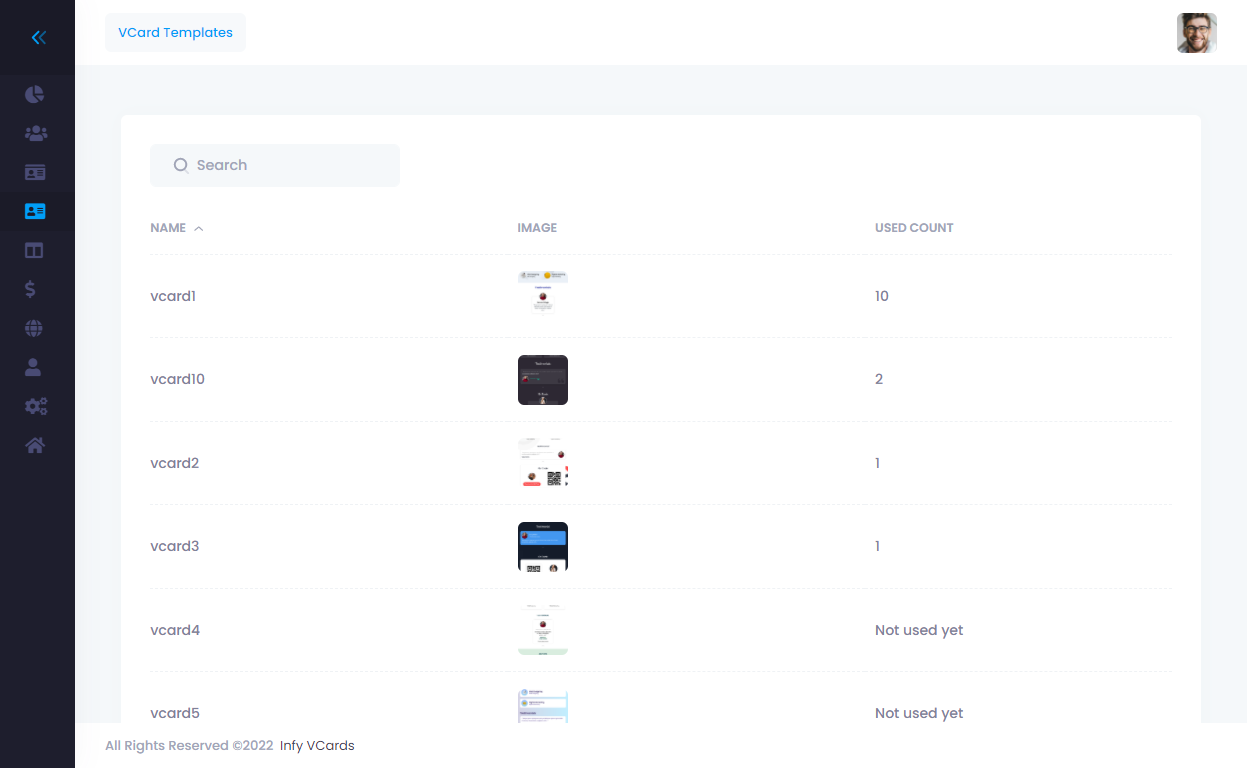 VCard Templates
Search
NAME IMAGE USED COUNT
vcard1 10
vcard10 2
vcard2 1
vcard3 1
vcard4 Not used yet
vcard5 Not used yet
All Rights Reserved ©2022 Infy VCards